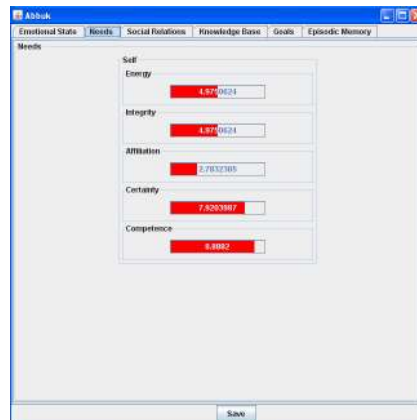 Abbuk
Emotional State Needs Social Relations Knowledge Base Goals Episodic Memory
Needs
Self
Energy
Integrity
Affiliation
2.7832305
Certainty
7.9203987
Competence
Save